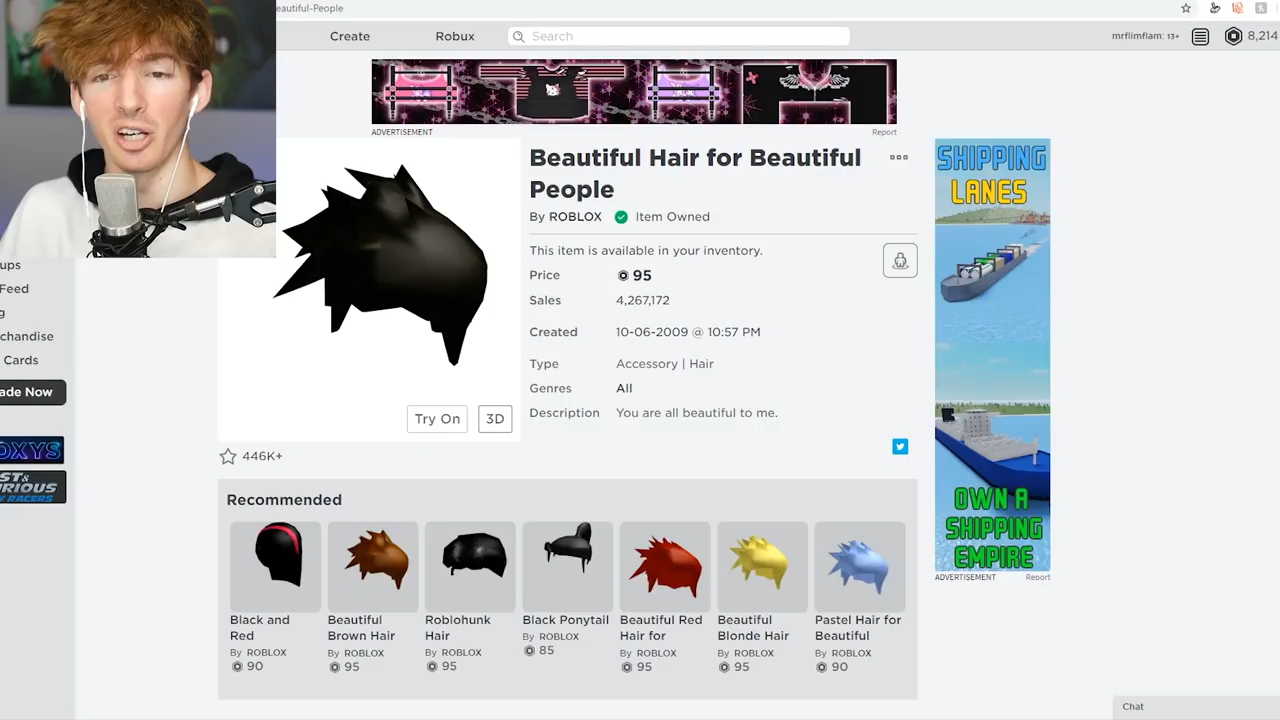 eautiful-People
Create
Robux
Search
mrflimflam: 13+
8,214
ADVERTISEMENT
Report
Beautiful Hair for Beautiful
People
By ROBLOX
Item Owned
This item is available in your inventory.
Price
95
Sales
4,267,172
Created
10-06-2009 @ 10:57 PM
Type
Accessory | Hair
Genres
All
Description
You are all beautiful to me.
Try On
3D
446K+
ups
Feed
g
chandise
Cards
ade Now
OXYS
ST &
URIOUS
Y RACERS
SHIPPING
LANES
OWN A
SHIPPING
EMPIRE
ADVERTISEMENT
Report
Recommended
Black and
Red
By ROBLOX
90
Beautiful
Brown Hair
By ROBLOX
95
Roblohunk
Hair
By ROBLOX
95
Black Ponytail
By ROBLOX
85
Beautiful Red
Hair for
By ROBLOX
95
Beautiful
Blonde Hair
By ROBLOX
95
Pastel Hair for
Beautiful
By ROBLOX
90
Chat